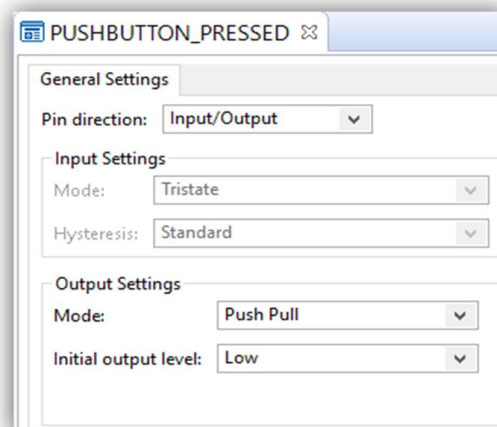 PUSHBUTTON_PRESSED
General Settings
Pin direction: Input/Output
Input Settings
Mode: Tristate
Hysteresis: Standard
Output Settings
Mode: Push Pull
Initial output level: Low